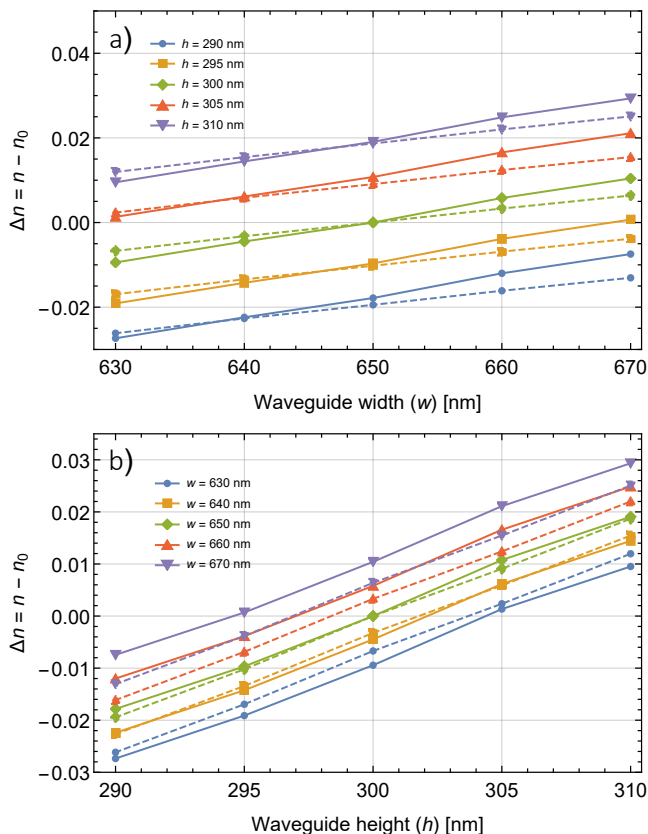 a)
0.04
0.02
0.00
−0.02
Δn = n − n₀
h = 290 nm
h = 295 nm
h = 300 nm
h = 305 nm
h = 310 nm
630 640 650 660 670
Waveguide width (w) [nm]
b)
0.03
0.02
0.01
0.00
−0.01
−0.02
−0.03
Δn = n − n₀
w = 630 nm
w = 640 nm
w = 650 nm
w = 660 nm
w = 670 nm
290 295 300 305 310
Waveguide height (h) [nm]